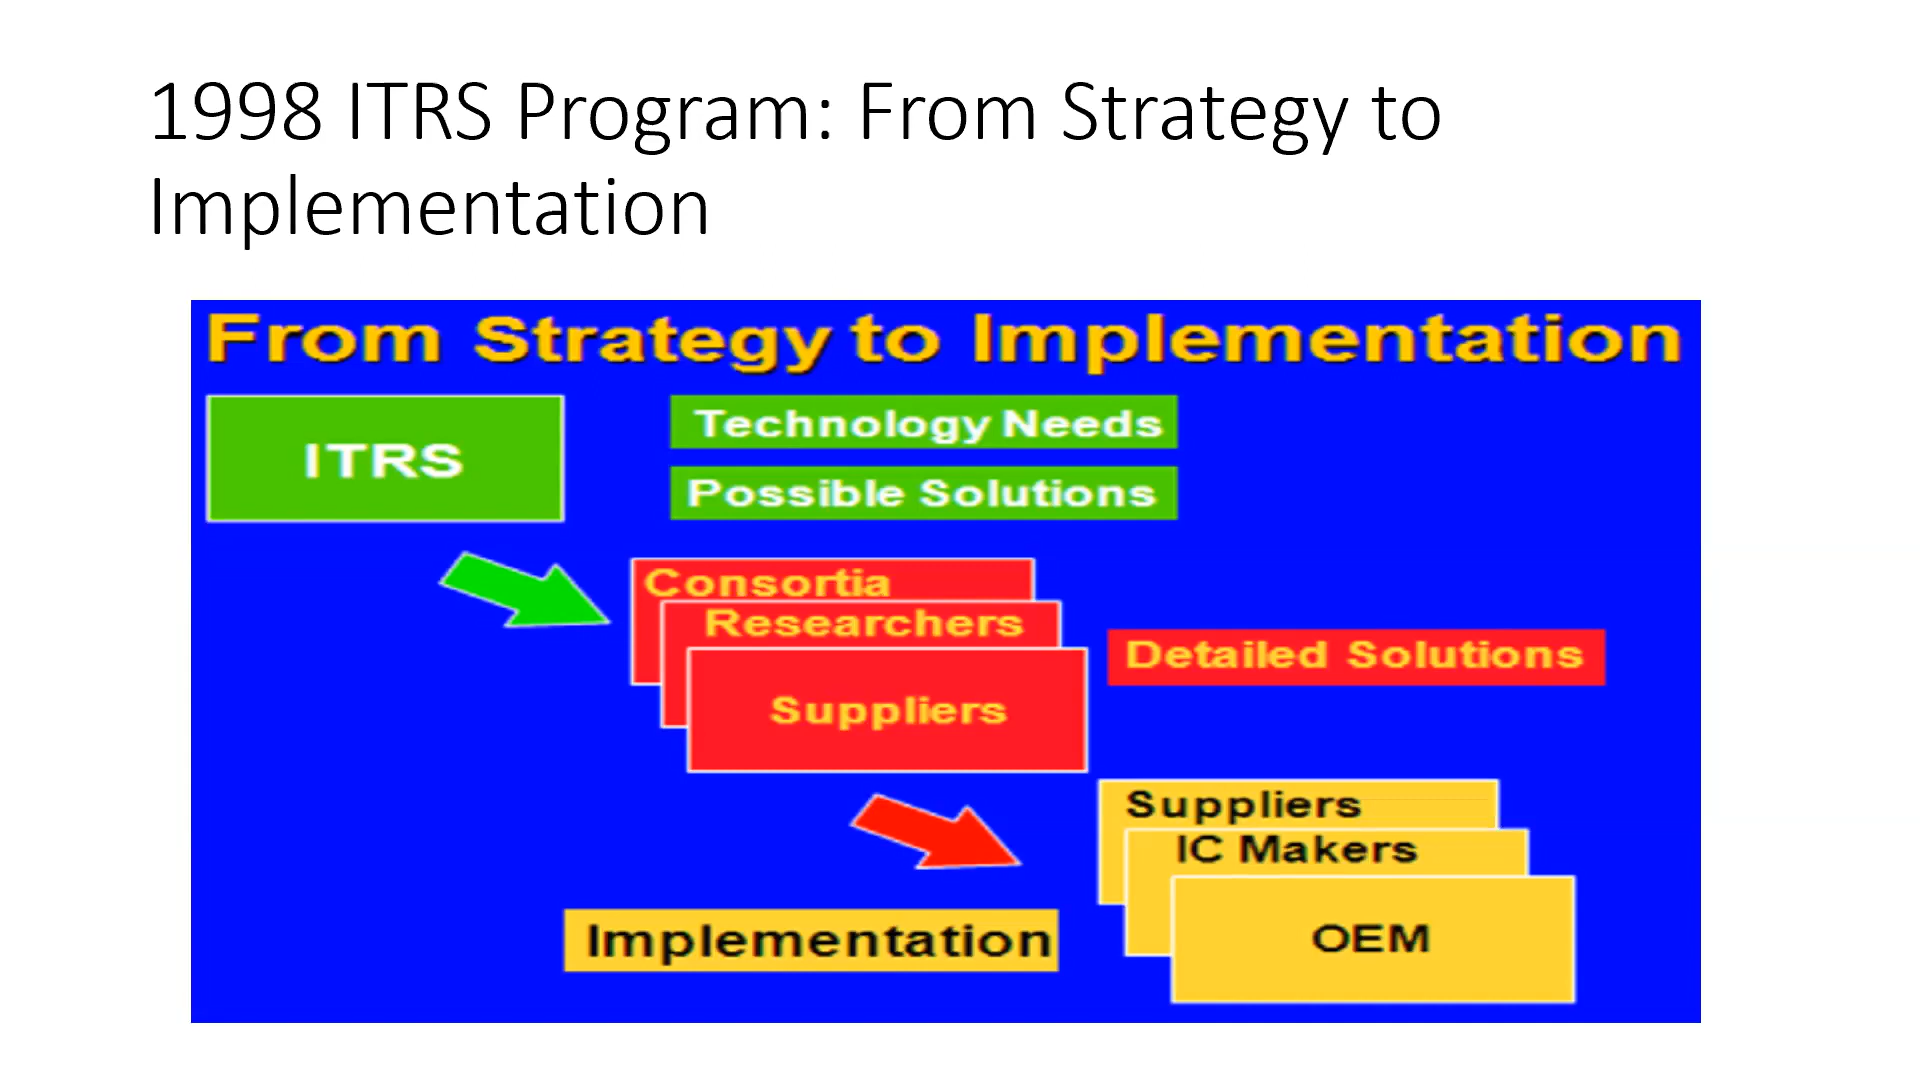 1998 ITRS Program: From Strategy to
Implementation
From Strategy to Implementation
ITRS
Technology Needs
Possible Solutions
Consortia
Researchers
Suppliers
Detailed Solutions
Suppliers
IC Makers
OEM
Implementation